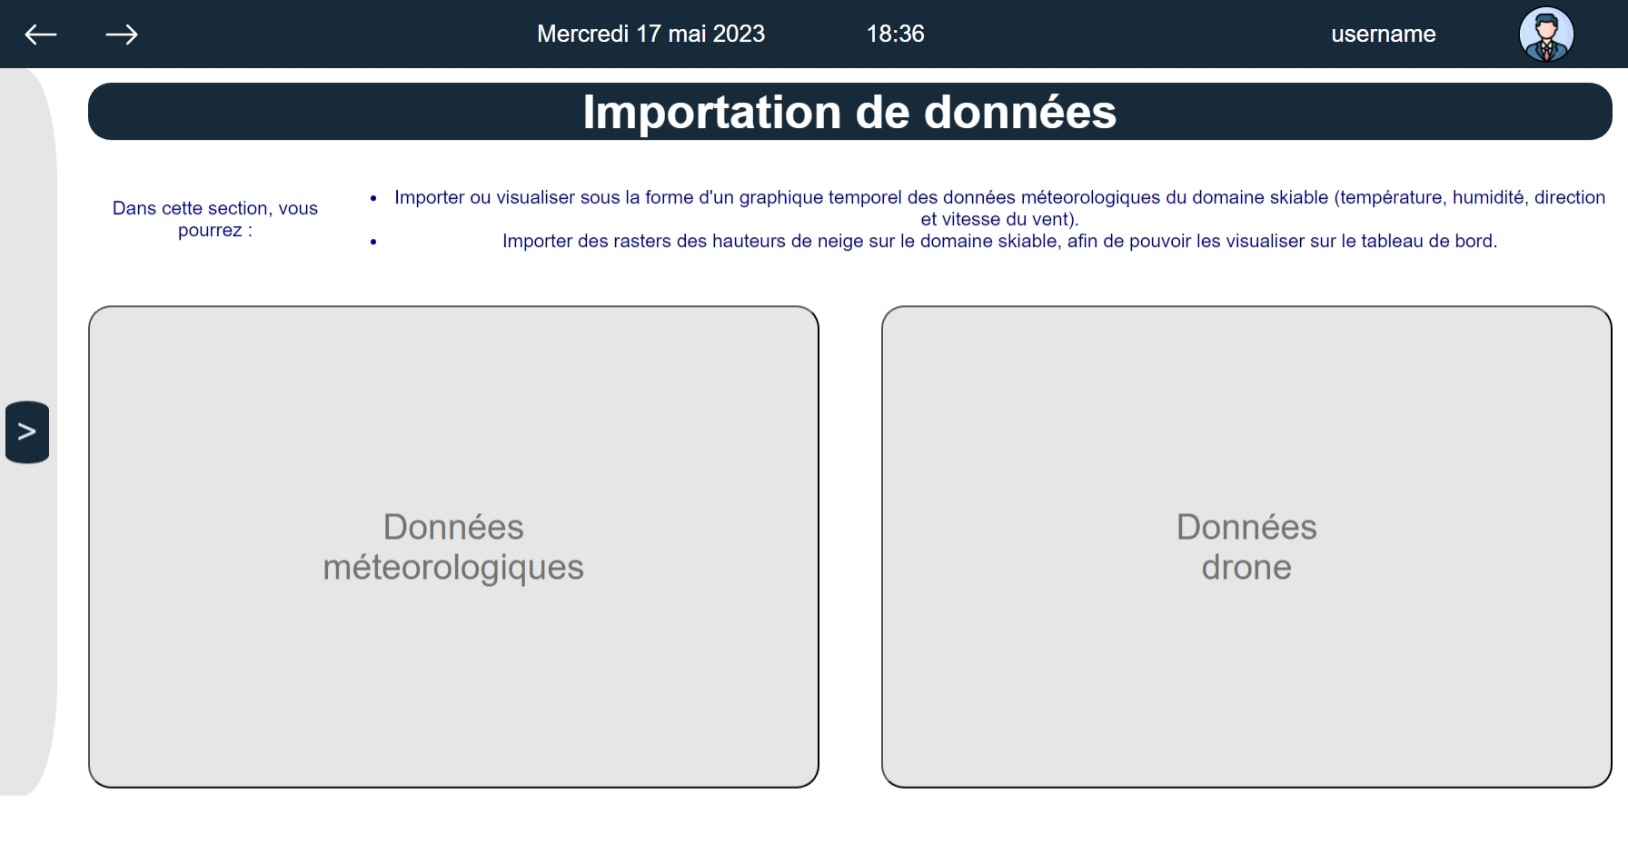 Mercredi 17 mai 2023 18:36 username
Importation de données
Dans cette section, vous
pourrez :
• Importer ou visualiser sous la forme d'un graphique temporel des données méteorologiques du domaine skiable (température, humidité, direction
et vitesse du vent).
• Importer des rasters des hauteurs de neige sur le domaine skiable, afin de pouvoir les visualiser sur le tableau de bord.
>
Données
méteorologiques
Données
drone